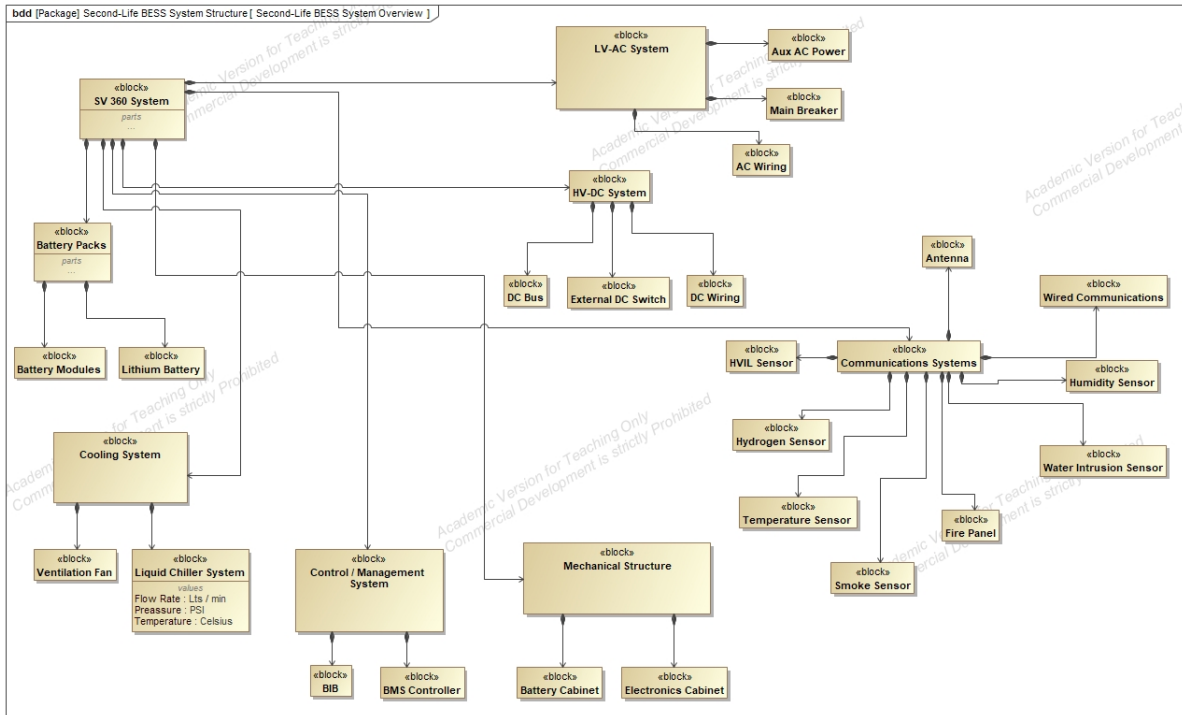 bdd [Package] Second-Life BESS System Structure [ Second-Life BESS System Overview ]
«block»
LV-AC System
«block»
Aux AC Power
«block»
Main Breaker
«block»
AC Wiring
«block»
SV 360 System
parts
...
«block»
HV-DC System
«block»
Battery Packs
parts
...
«block»
DC Bus
«block»
External DC Switch
«block»
DC Wiring
«block»
Antenna
«block»
Wired Communications
«block»
Battery Modules
«block»
Lithium Battery
«block»
HVIL Sensor
«block»
Communications Systems
«block»
Humidity Sensor
«block»
Hydrogen Sensor
«block»
Water Intrusion Sensor
«block»
Cooling System
«block»
Temperature Sensor
«block»
Fire Panel
«block»
Smoke Sensor
«block»
Ventilation Fan
«block»
Liquid Chiller System
values
Flow Rate : Lts / min
Preassure : PSI
Temperature : Celsius
«block»
Control / Management
System
«block»
Mechanical Structure
«block»
BIB
«block»
BMS Controller
«block»
Battery Cabinet
«block»
Electronics Cabinet
Academic Version for Teaching Only
Commercial Development is strictly Prohibited